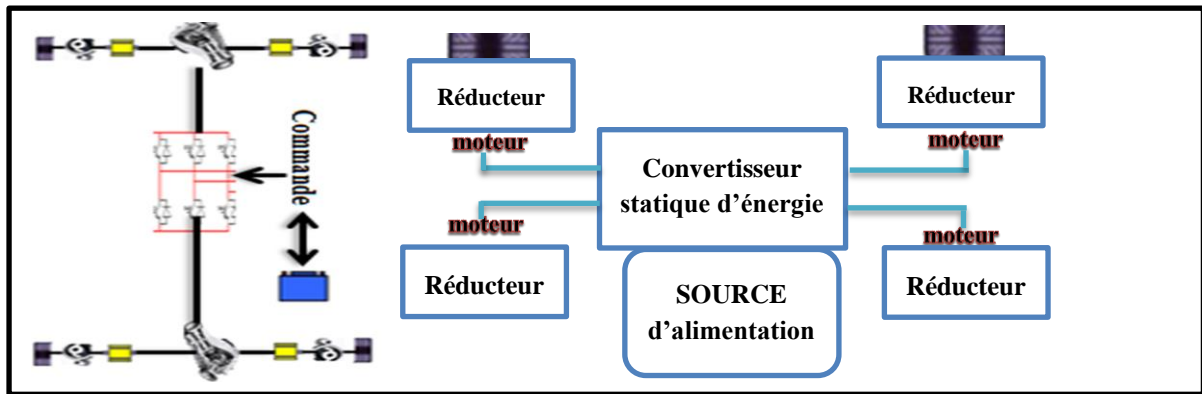 Commande
Réducteur
moteur
Réducteur
moteur
Convertisseur
statique d'énergie
moteur
Réducteur
moteur
Réducteur
SOURCE
d'alimentation